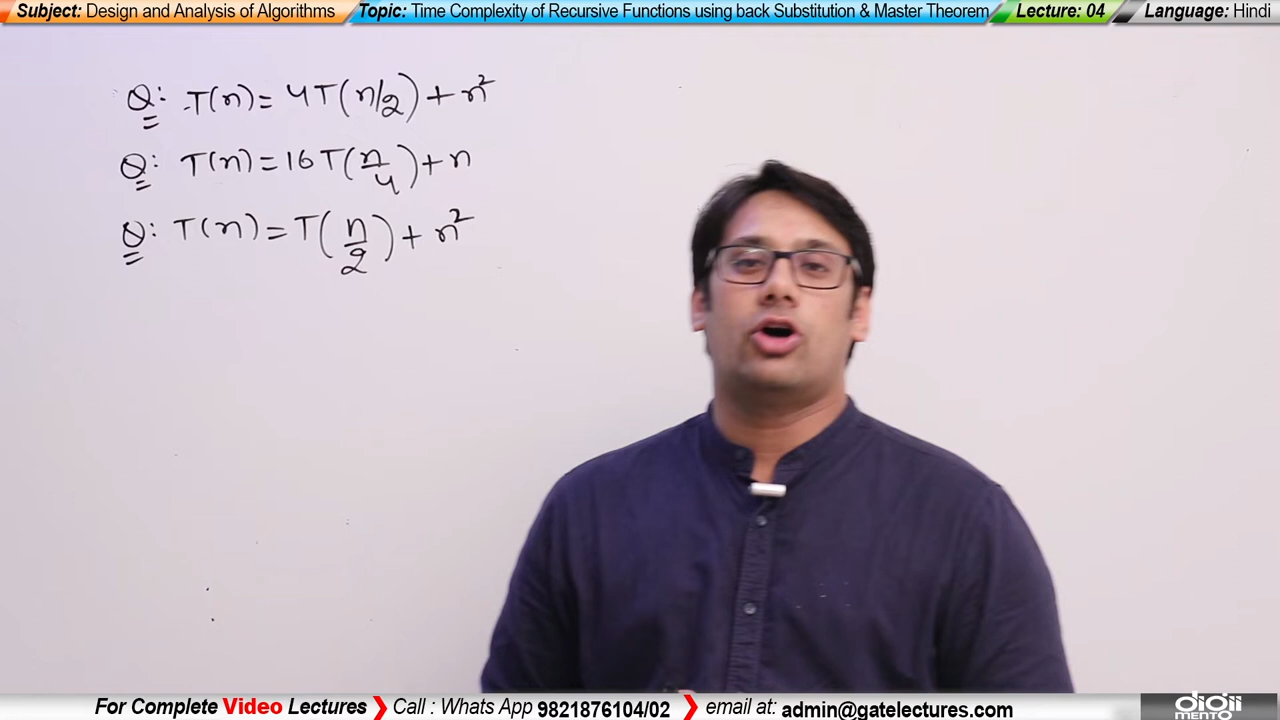 Subject: Design and Analysis of Algorithms Topic: Time Complexity of Recursive Functions using back Substitution & Master Theorem Lecture: 04 Language: Hindi
Q: T(n)=4T(n/2)+n²
Q: T(n)=16T(n/4)+n
Q: T(n)=T(n/2)+n²
For Complete Video Lectures Call : Whats App 9821876104/02 email at: admin@gatelectures.com
digii
MENTO